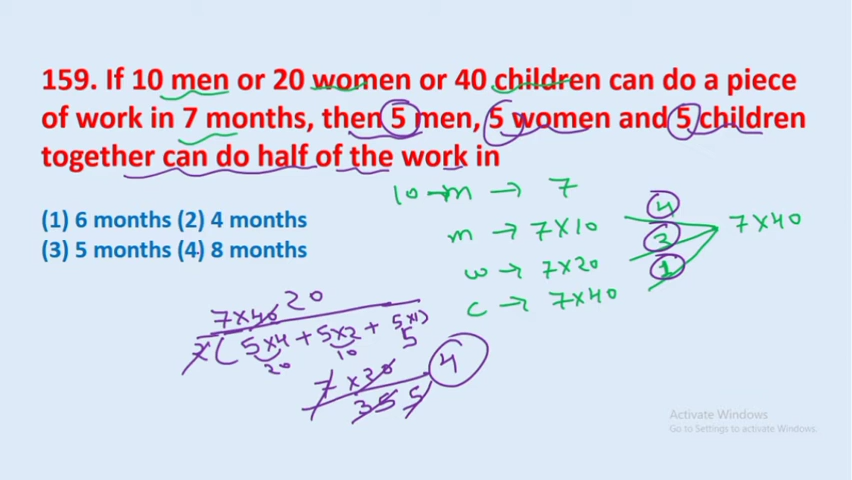 159. If 10 men or 20 women or 40 children can do a piece
of work in 7 months, then 5 men, 5 women and 5 children
together can do half of the work in
(1) 6 months (2) 4 months
(3) 5 months (4) 8 months
10 m → 7
m → 7×10
w → 7×20
c → 7×40
4
2
1
7×40
7×40 20
2(5×4 + 5×2 + 5×1)
20 10 5
7×20
35 5
4
Activate Windows
Go to Settings to activate Windows.